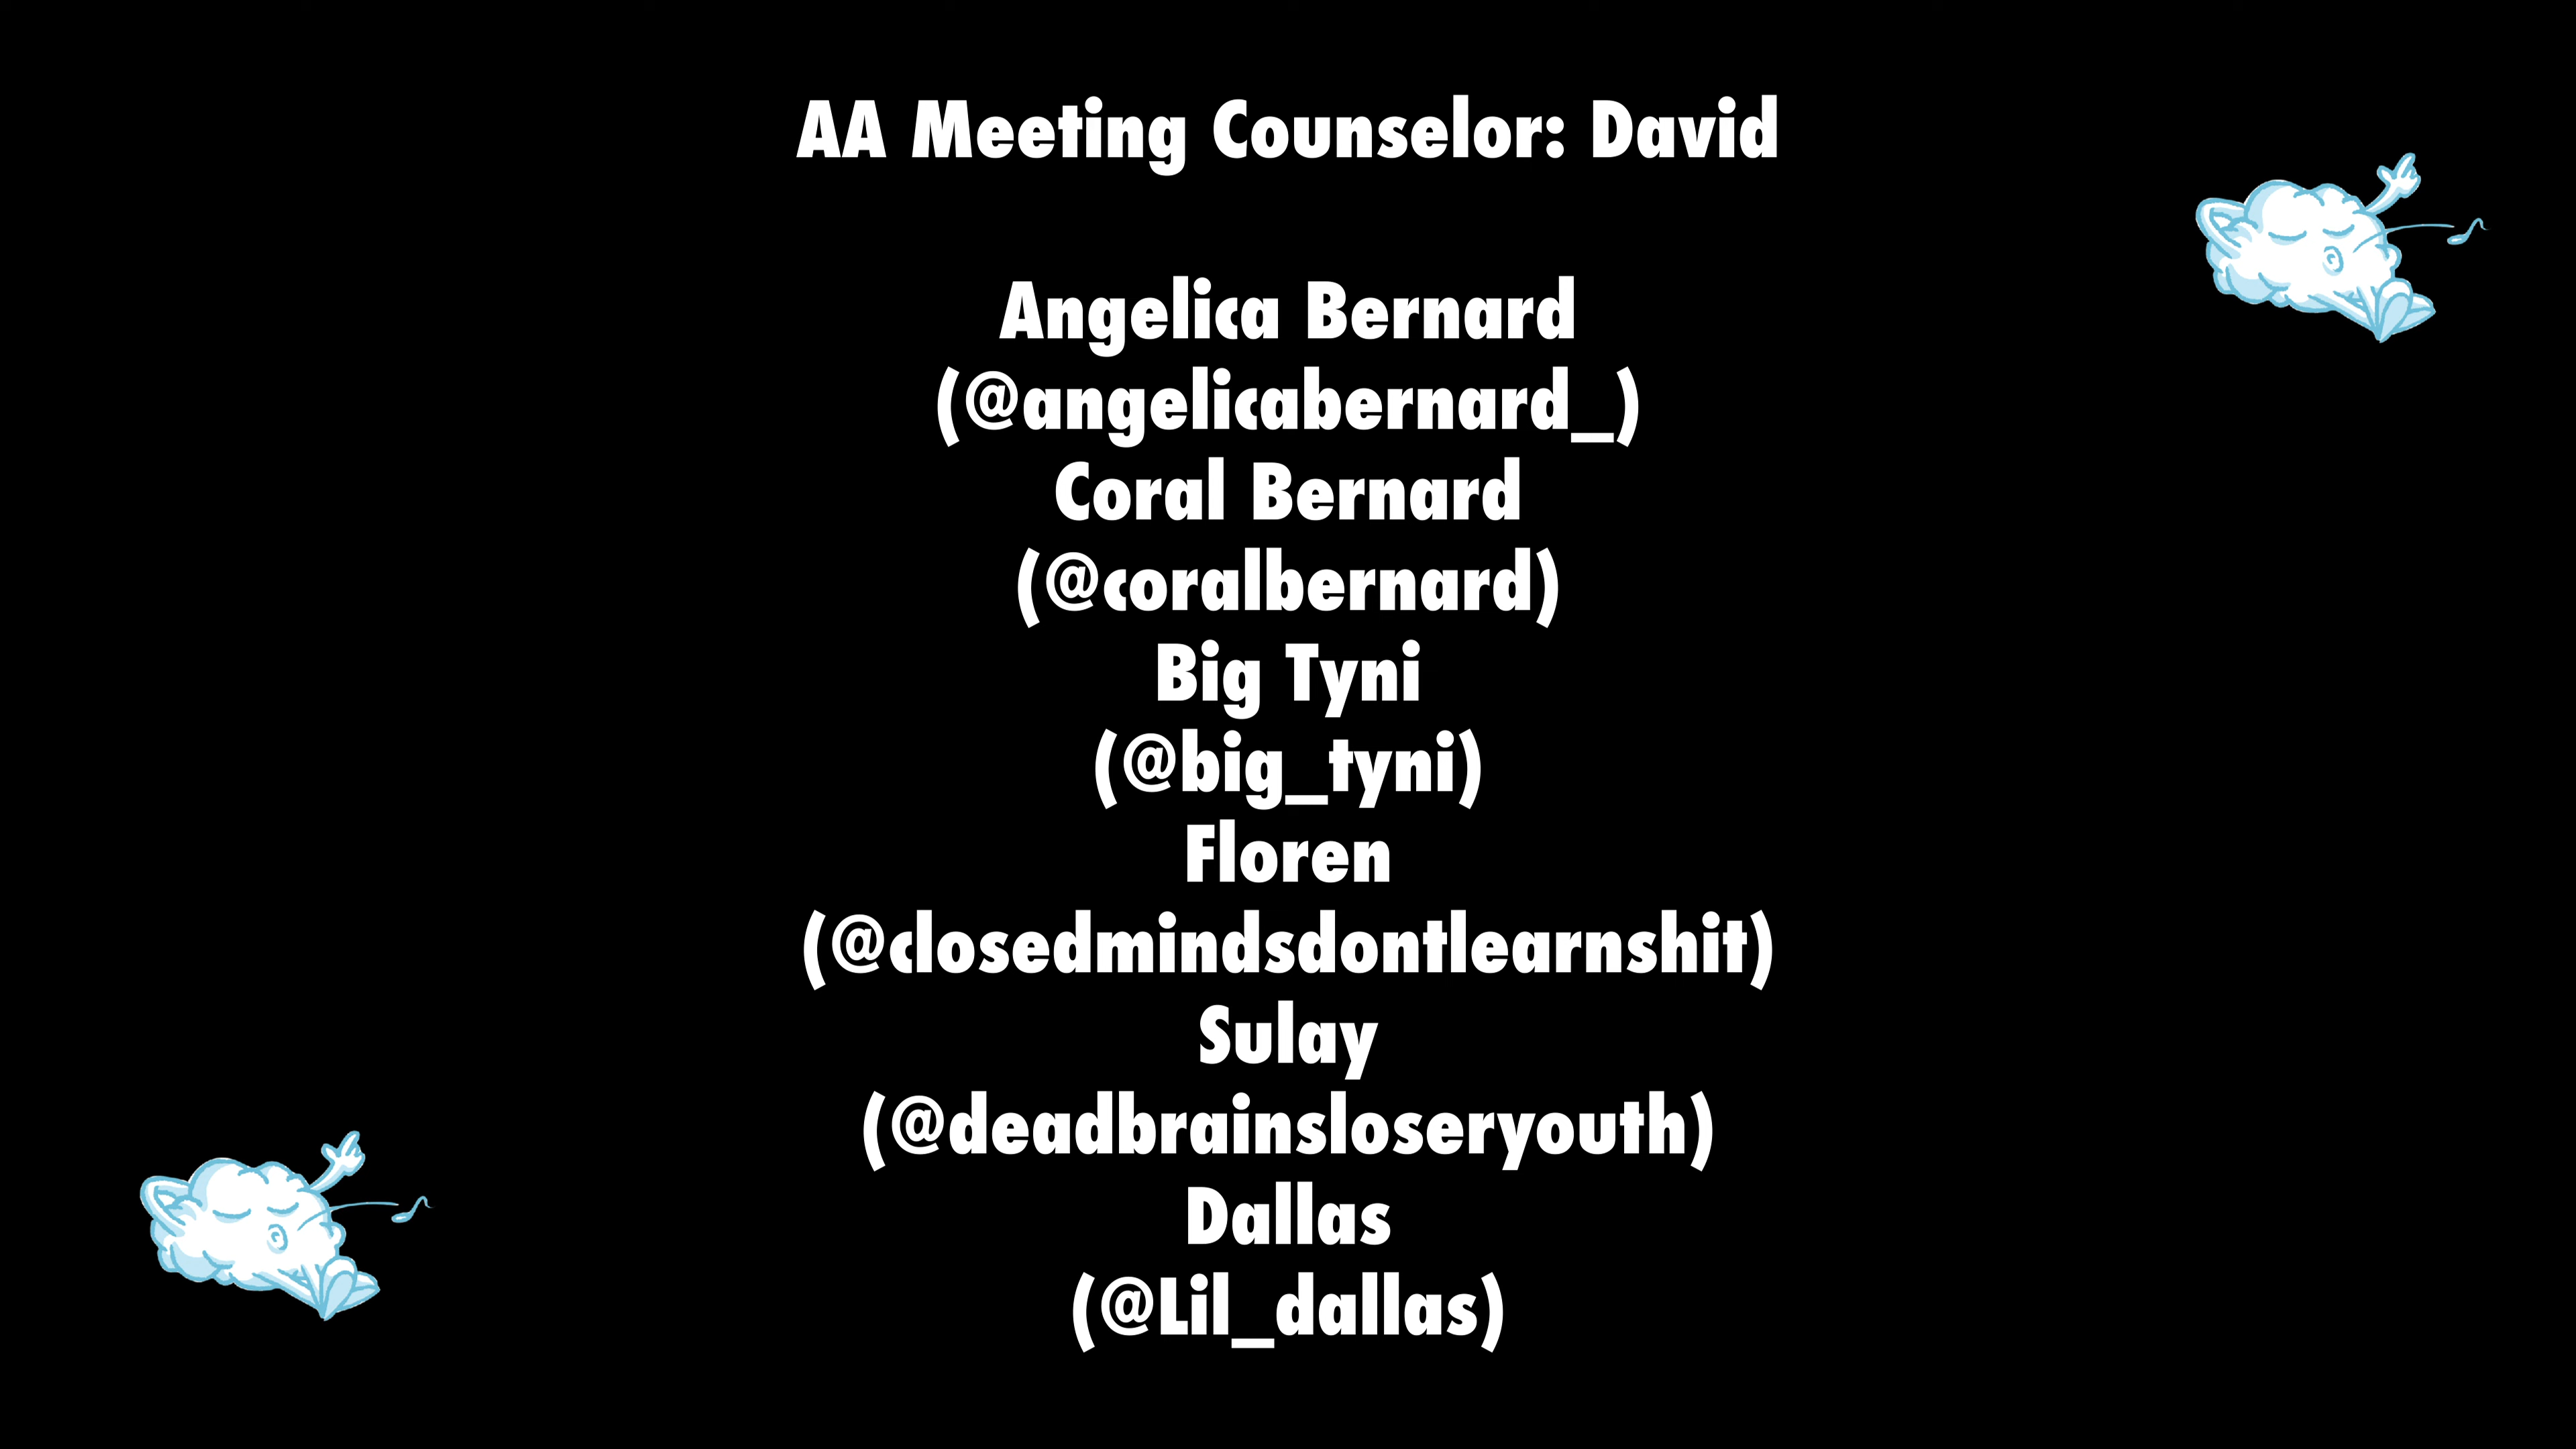 AA Meeting Counselor: David
Angelica Bernard
(@angelicabernard_)
Coral Bernard
(@coralbernard)
Big Tyni
(@big_tyni)
Floren
(@closedmindsdontlearnshit)
Sulay
(@deadbrainsloseryouth)
Dallas
(@Lil_dallas)